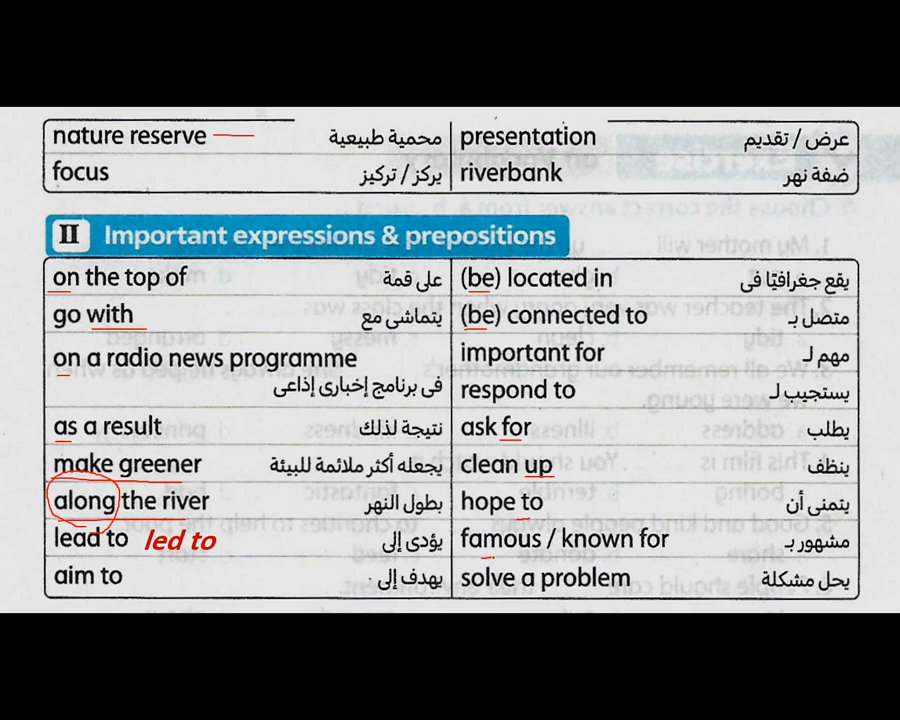 nature reserve محمية طبيعية presentation عرض / تقديم
focus يركز / تركيز riverbank ضفة نهر
II Important expressions & prepositions
on the top of على قمة (be) located in يقع جغرافيًا فى
go with يتماشى مع (be) connected to متصل بـ
on a radio news programme important for مهم لـ
فى برنامج إخبارى إذاعى respond to يستجيب لـ
as a result نتيجة لذلك ask for يطلب
make greener يجعله أكثر ملائمة للبيئة clean up ينظف
along the river بطول النهر hope to يتمنى أن
lead to led to يؤدى إلى famous / known for مشهور بـ
aim to يهدف إلى solve a problem يحل مشكلة